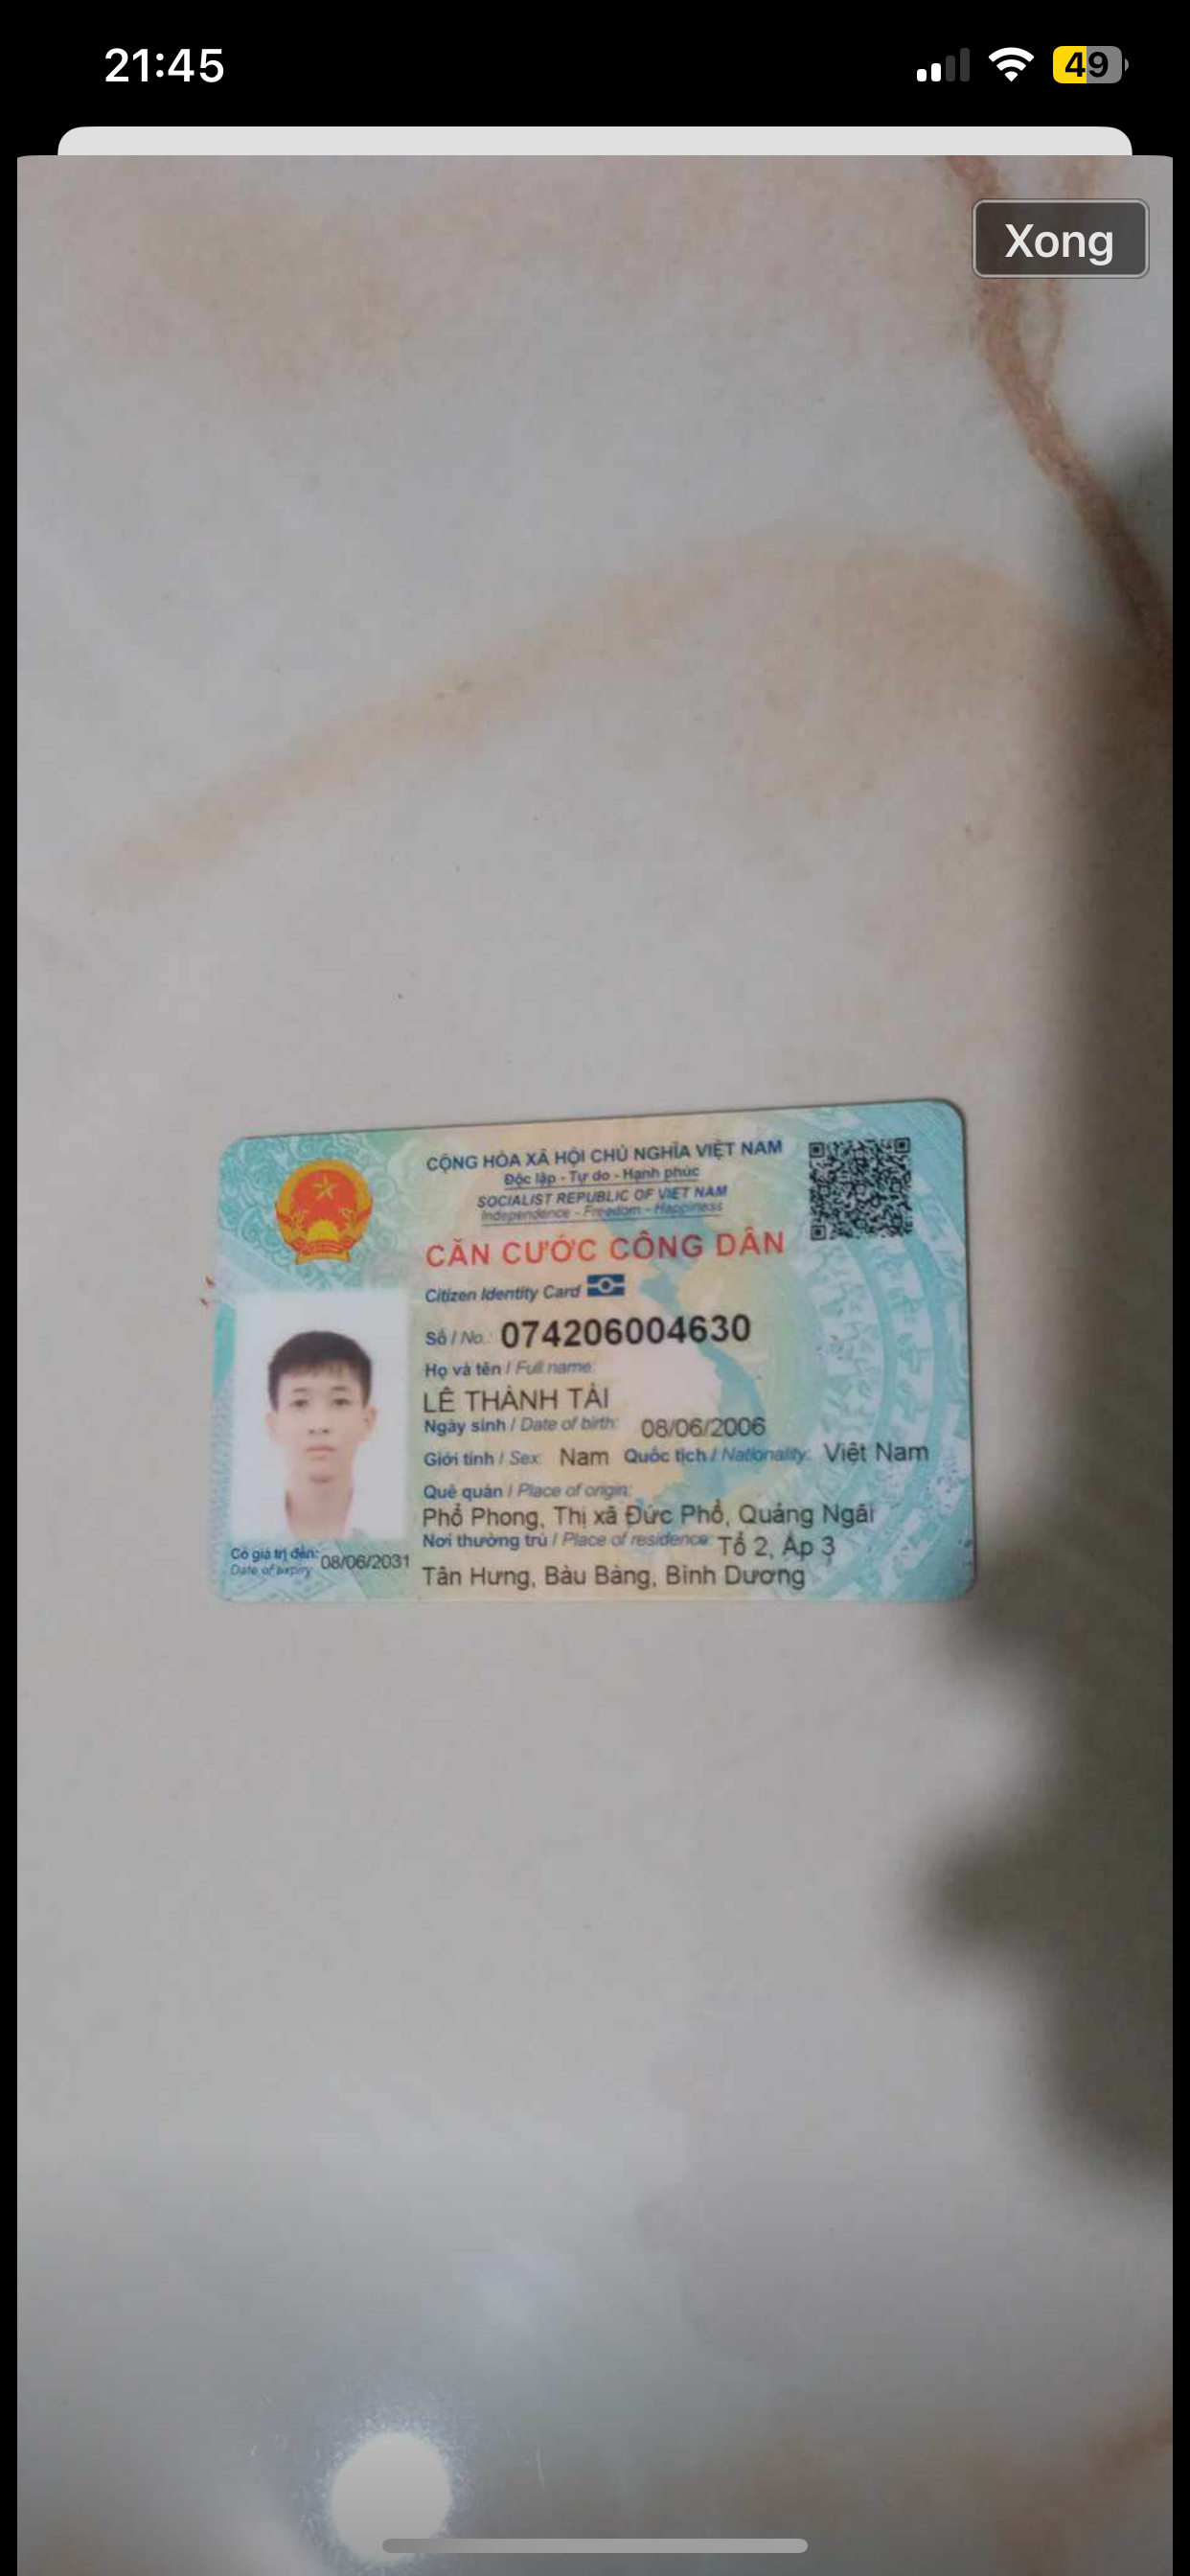 21:45
49
Xong
CỘNG HÒA XÃ HỘI CHỦ NGHĨA VIỆT NAM
Độc lập - Tự do - Hạnh phúc
SOCIALIST REPUBLIC OF VIET NAM
Independence - Freedom - Happiness
CĂN CƯỚC CÔNG DÂN
Citizen Identity Card
Số / No.: 074206004630
Họ và tên / Full name:
LÊ THÀNH TÀI
Ngày sinh / Date of birth: 08/06/2006
Giới tính / Sex: Nam Quốc tịch / Nationality: Việt Nam
Quê quán / Place of origin:
Phổ Phong, Thị xã Đức Phổ, Quảng Ngãi
Nơi thường trú / Place of residence: Tổ 2, Ấp 3
Tân Hưng, Bàu Bàng, Bình Dương
Có giá trị đến: 08/06/2031
Date of expiry